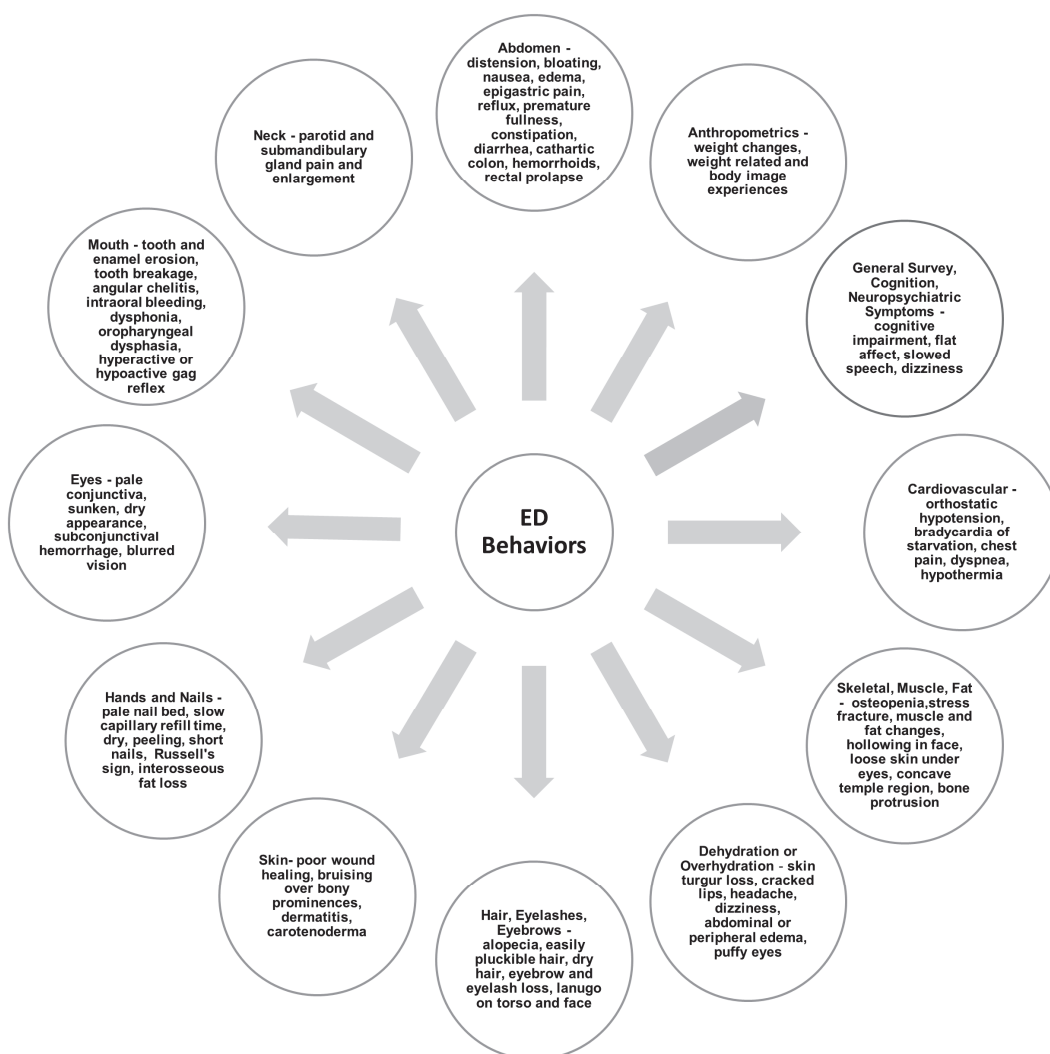 Abdomen -
distension, bloating,
nausea, edema,
epigastric pain,
reflux, premature
fullness,
constipation,
diarrhea, cathartic
colon, hemorrhoids,
rectal prolapse
Anthropometrics -
weight changes,
weight related and
body image
experiences
General Survey,
Cognition,
Neuropsychiatric
Symptoms -
cognitive
impairment, flat
affect, slowed
speech, dizziness
Cardiovascular -
orthostatic
hypotension,
bradycardia of
starvation, chest
pain, dyspnea,
hypothermia
Skeletal, Muscle, Fat
- osteopenia,stress
fracture, muscle and
fat changes,
hollowing in face,
loose skin under
eyes, concave
temple region, bone
protrusion
Dehydration or
Overhydration - skin
turgur loss, cracked
lips, headache,
dizziness,
abdominal or
peripheral edema,
puffy eyes
Hair, Eyelashes,
Eyebrows -
alopecia, easily
pluckible hair, dry
hair, eyebrow and
eyelash loss, lanugo
on torso and face
Skin- poor wound
healing, bruising
over bony
prominences,
dermatitis,
carotenoderma
Hands and Nails -
pale nail bed, slow
capillary refill time,
dry, peeling, short
nails, Russell's
sign, interosseous
fat loss
Eyes - pale
conjunctiva,
sunken, dry
appearance,
subconjunctival
hemorrhage, blurred
vision
Mouth - tooth and
enamel erosion,
tooth breakage,
angular chelitis,
intraoral bleeding,
dysphonia,
oropharyngeal
dysphasia,
hyperactive or
hypoactive gag
reflex
Neck - parotid and
submandibulary
gland pain and
enlargement
ED
Behaviors